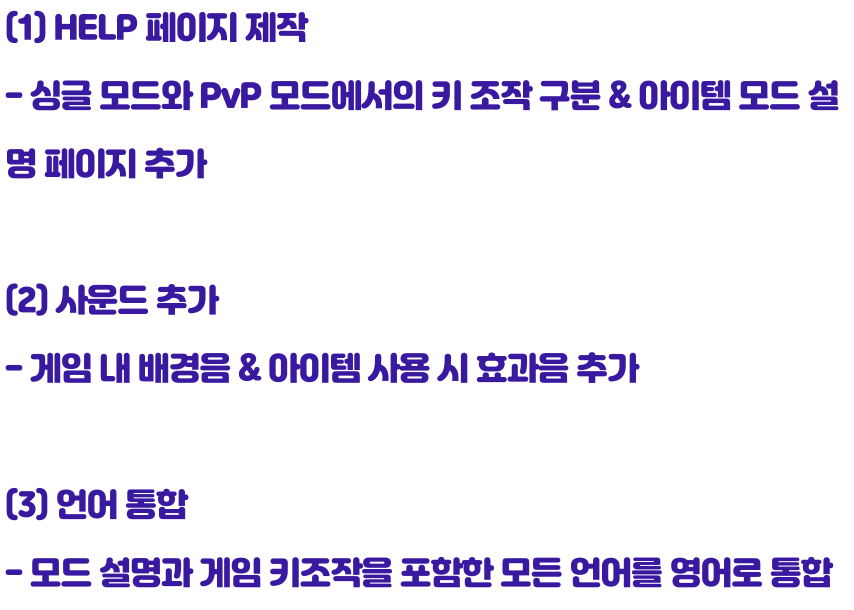 (1) HELP 페이지 제작
- 싱글 모드와 PvP 모드에서의 키 조작 구분 & 아이템 모드 설
명 페이지 추가
(2) 사운드 추가
- 게임 내 배경음 & 아이템 사용 시 효과음 추가
(3) 언어 통합
- 모드 설명과 게임 키조작을 포함한 모든 언어를 영어로 통합